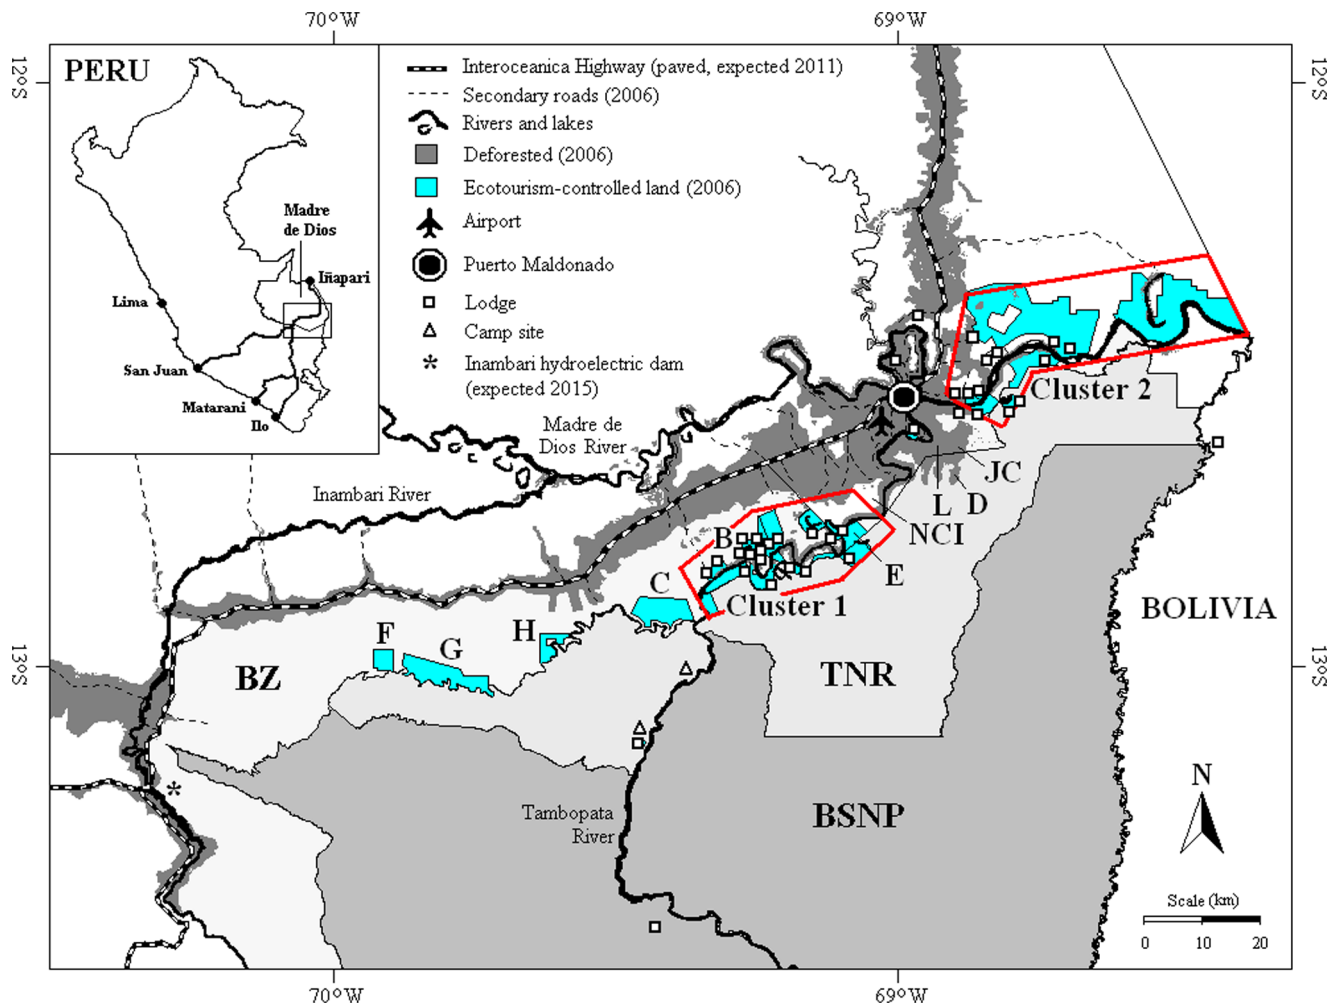 70°W
69°W
12°S
12°S
PERU
Madre
de Dios
Iñapari
Lima
San Juan
Matarani
Ilo
Interoceanica Highway (paved, expected 2011)
Secondary roads (2006)
Rivers and lakes
Deforested (2006)
Ecotourism-controlled land (2006)
Airport
Puerto Maldonado
Lodge
Camp site
Inambari hydroelectric dam
(expected 2015)
*
Cluster 2
Madre de
Dios River
Inambari River
JC
L
D
NCI
B
E
C
Cluster 1
BOLIVIA
F
G
H
BZ
TNR
13°S
13°S
*
Tambopata
River
BSNP
N
Scale (km)
0 10 20
70°W
69°W